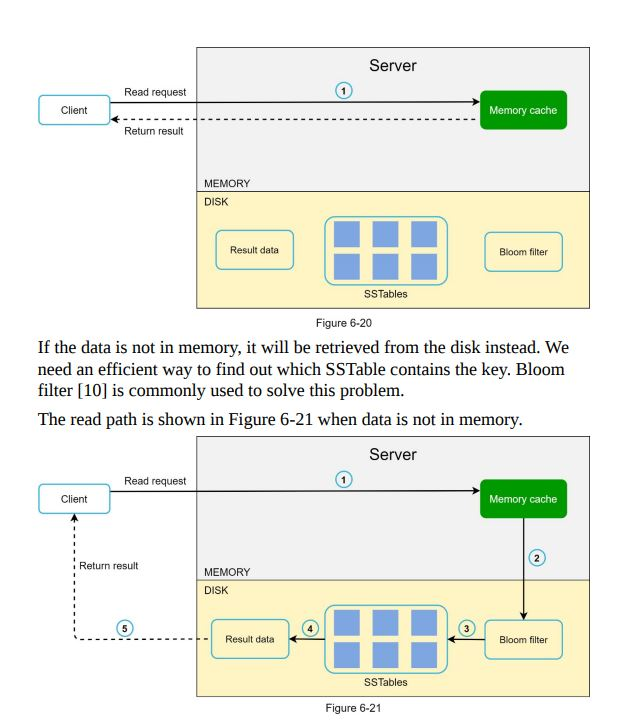 Server
Read request
1
Client
Memory cache
Return result
MEMORY
DISK
Result data
Bloom filter
SSTables
Figure 6-20
If the data is not in memory, it will be retrieved from the disk instead. We
need an efficient way to find out which SSTable contains the key. Bloom
filter [10] is commonly used to solve this problem.
The read path is shown in Figure 6-21 when data is not in memory.
Server
Read request
1
Client
Memory cache
2
Return result
MEMORY
DISK
5
Result data
4
3
Bloom filter
SSTables
Figure 6-21